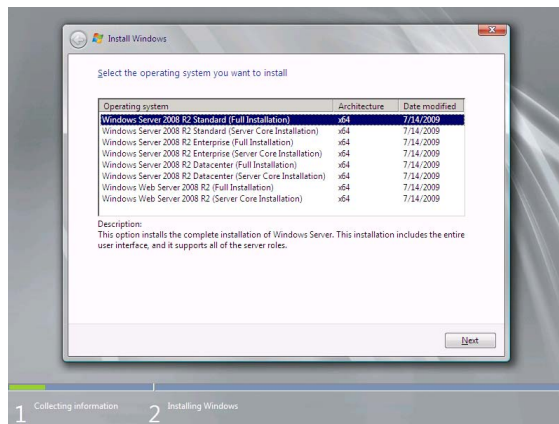 Install Windows
Select the operating system you want to install
Operating system Architecture Date modified
Windows Server 2008 R2 Standard (Full Installation) x64 7/14/2009
Windows Server 2008 R2 Standard (Server Core Installation) x64 7/14/2009
Windows Server 2008 R2 Enterprise (Full Installation) x64 7/14/2009
Windows Server 2008 R2 Enterprise (Server Core Installation) x64 7/14/2009
Windows Server 2008 R2 Datacenter (Full Installation) x64 7/14/2009
Windows Server 2008 R2 Datacenter (Server Core Installation) x64 7/14/2009
Windows Web Server 2008 R2 (Full Installation) x64 7/14/2009
Windows Web Server 2008 R2 (Server Core Installation) x64 7/14/2009
Description:
This option installs the complete installation of Windows Server. This installation includes the entire
user interface, and it supports all of the server roles.
Next
1 Collecting information 2 Installing Windows